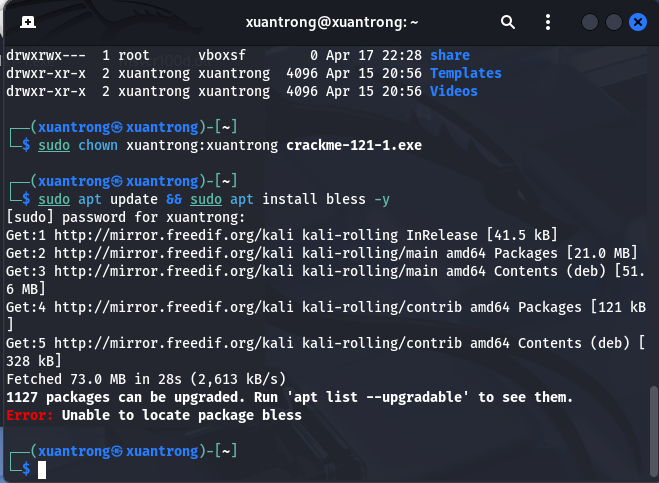 xuantrong@xuantrong: ~
drwxrwx--- 1 root vboxsf 0 Apr 17 22:28 share
drwxr-xr-x 2 xuantrong xuantrong 4096 Apr 15 20:56 Templates
drwxr-xr-x 2 xuantrong xuantrong 4096 Apr 15 20:56 Videos
┌──(xuantrong㉿xuantrong)-[~]
└─$ sudo chown xuantrong:xuantrong crackme-121-1.exe
┌──(xuantrong㉿xuantrong)-[~]
└─$ sudo apt update && sudo apt install bless -y
[sudo] password for xuantrong:
Get:1 http://mirror.freedif.org/kali kali-rolling InRelease [41.5 kB]
Get:2 http://mirror.freedif.org/kali kali-rolling/main amd64 Packages [21.0 MB]
Get:3 http://mirror.freedif.org/kali kali-rolling/main amd64 Contents (deb) [51.
6 MB]
Get:4 http://mirror.freedif.org/kali kali-rolling/contrib amd64 Packages [121 kB
]
Get:5 http://mirror.freedif.org/kali kali-rolling/contrib amd64 Contents (deb) [
328 kB]
Fetched 73.0 MB in 28s (2,613 kB/s)
1127 packages can be upgraded. Run 'apt list --upgradable' to see them.
Error: Unable to locate package bless
┌──(xuantrong㉿xuantrong)-[~]
└─$